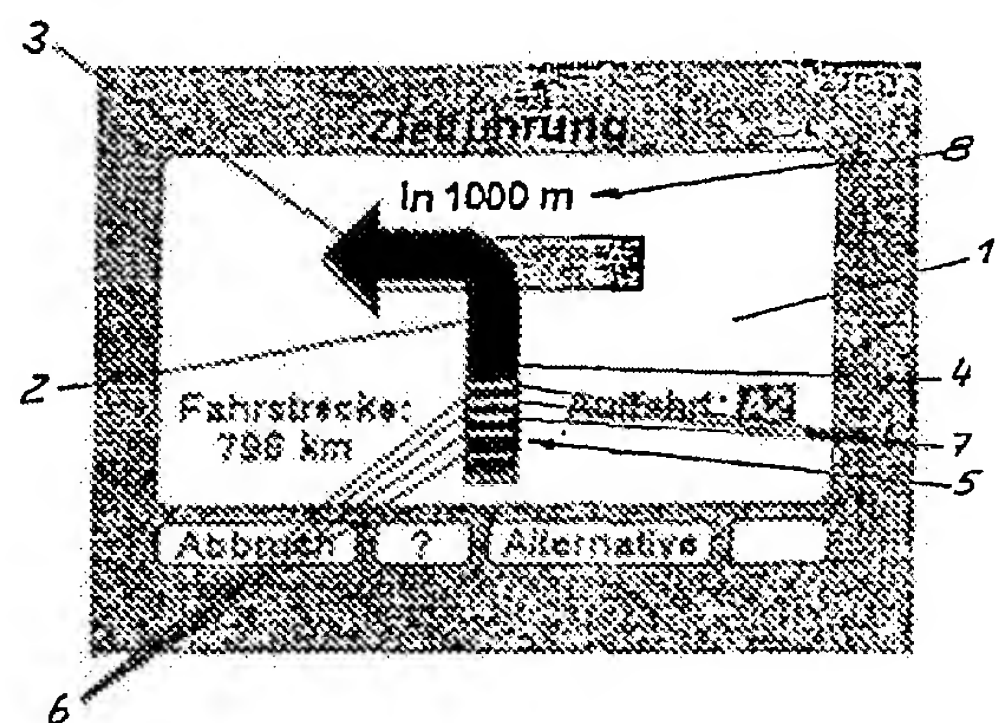 3
Zielführung
8
In 1000 m
1
2
4
Fahrstrecke:
798 km
Auffahrt:
7
5
Abbruch
?
Alternative
6